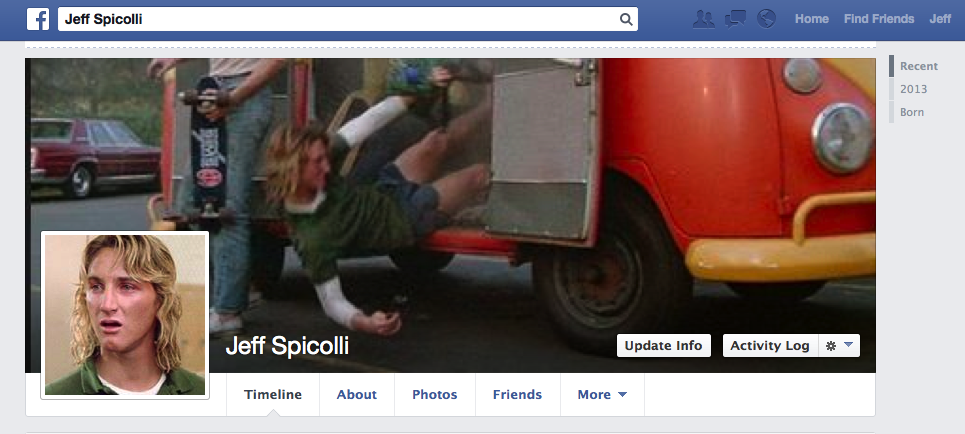 f Jeff Spicolli Home Find Friends Jeff
Recent
2013
Born
Jeff Spicolli
Update Info Activity Log
Timeline About Photos Friends More